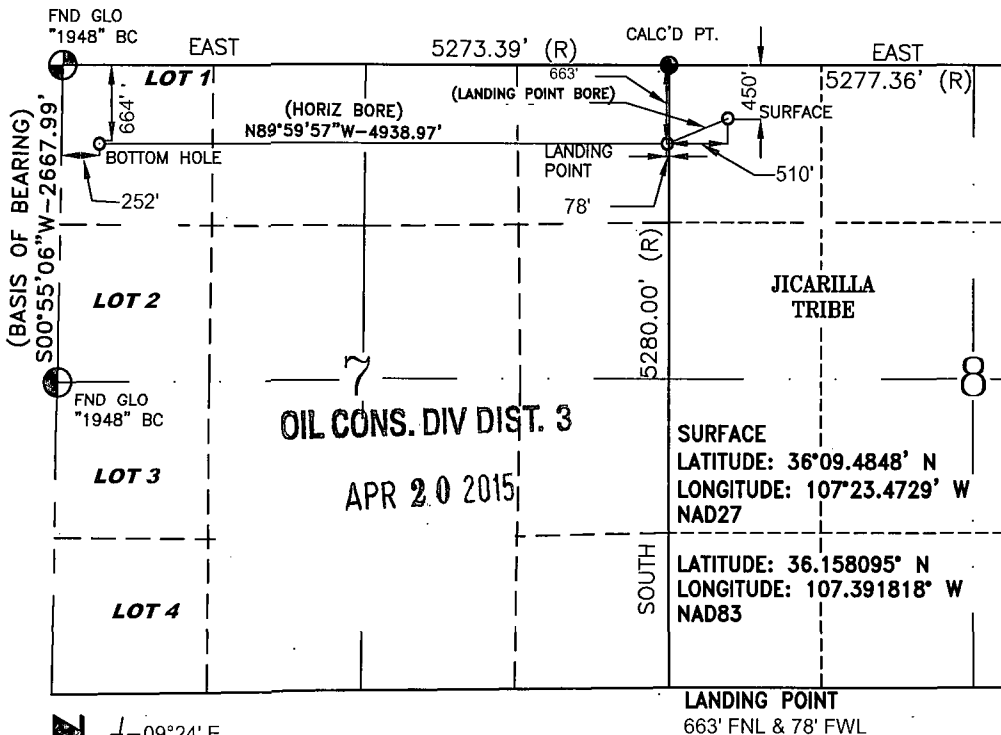 FND GLO
"1948" BC
EAST
5273.39' (R)
CALC'D PT.
EAST
5277.36' (R)
LOT 1
664'
663'
(LANDING POINT BORE)
450'
SURFACE
(HORIZ BORE)
N89°59'57"W-4938.97'
BOTTOM HOLE
LANDING
POINT
510'
252'
78'
(BASIS OF BEARING)
S00°55'06"W-2667.99'
LOT 2
5280.00' (R)
JICARILLA
TRIBE
7
8
FND GLO
"1948" BC
OIL CONS. DIV DIST. 3
APR 20 2015
LOT 3
SURFACE
LATITUDE: 36°09.4848' N
LONGITUDE: 107°23.4729' W
NAD27
SOUTH
LATITUDE: 36.158095° N
LONGITUDE: 107.391818° W
NAD83
LOT 4
LANDING POINT
663' FNL & 78' FWL
09°24' E